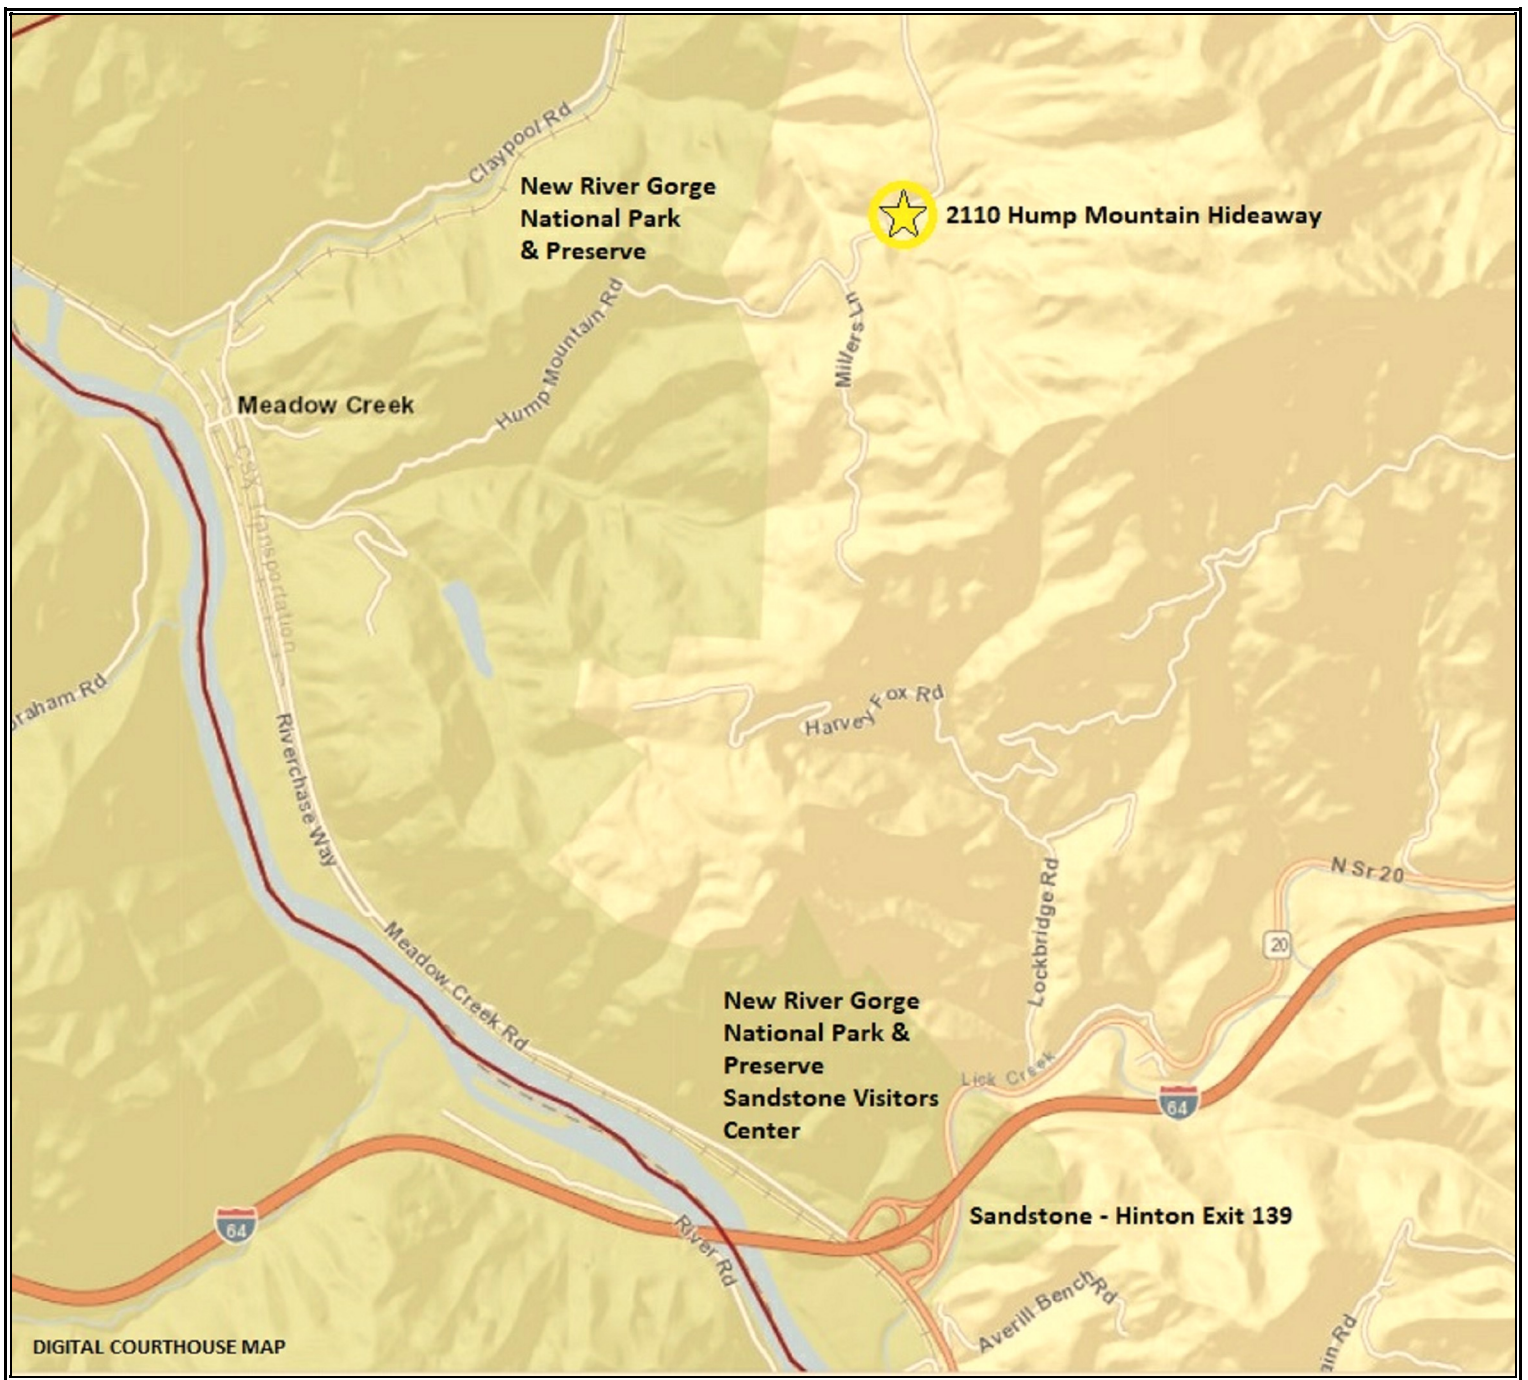 Claypool Rd
New River Gorge
National Park
& Preserve
2110 Hump Mountain Hideaway
Hump Mountain Rd
Millers Ln
Meadow Creek
CSX Transportation
raham Rd
Harvey Fox Rd
Riverchase Way
N Sr 20
20
Lockbridge Rd
Meadow Creek Rd
New River Gorge
National Park &
Preserve
Sandstone Visitors
Center
Lick Creek
64
64
Sandstone - Hinton Exit 139
River Rd
Averill Bench Rd
ain Rd
DIGITAL COURTHOUSE MAP